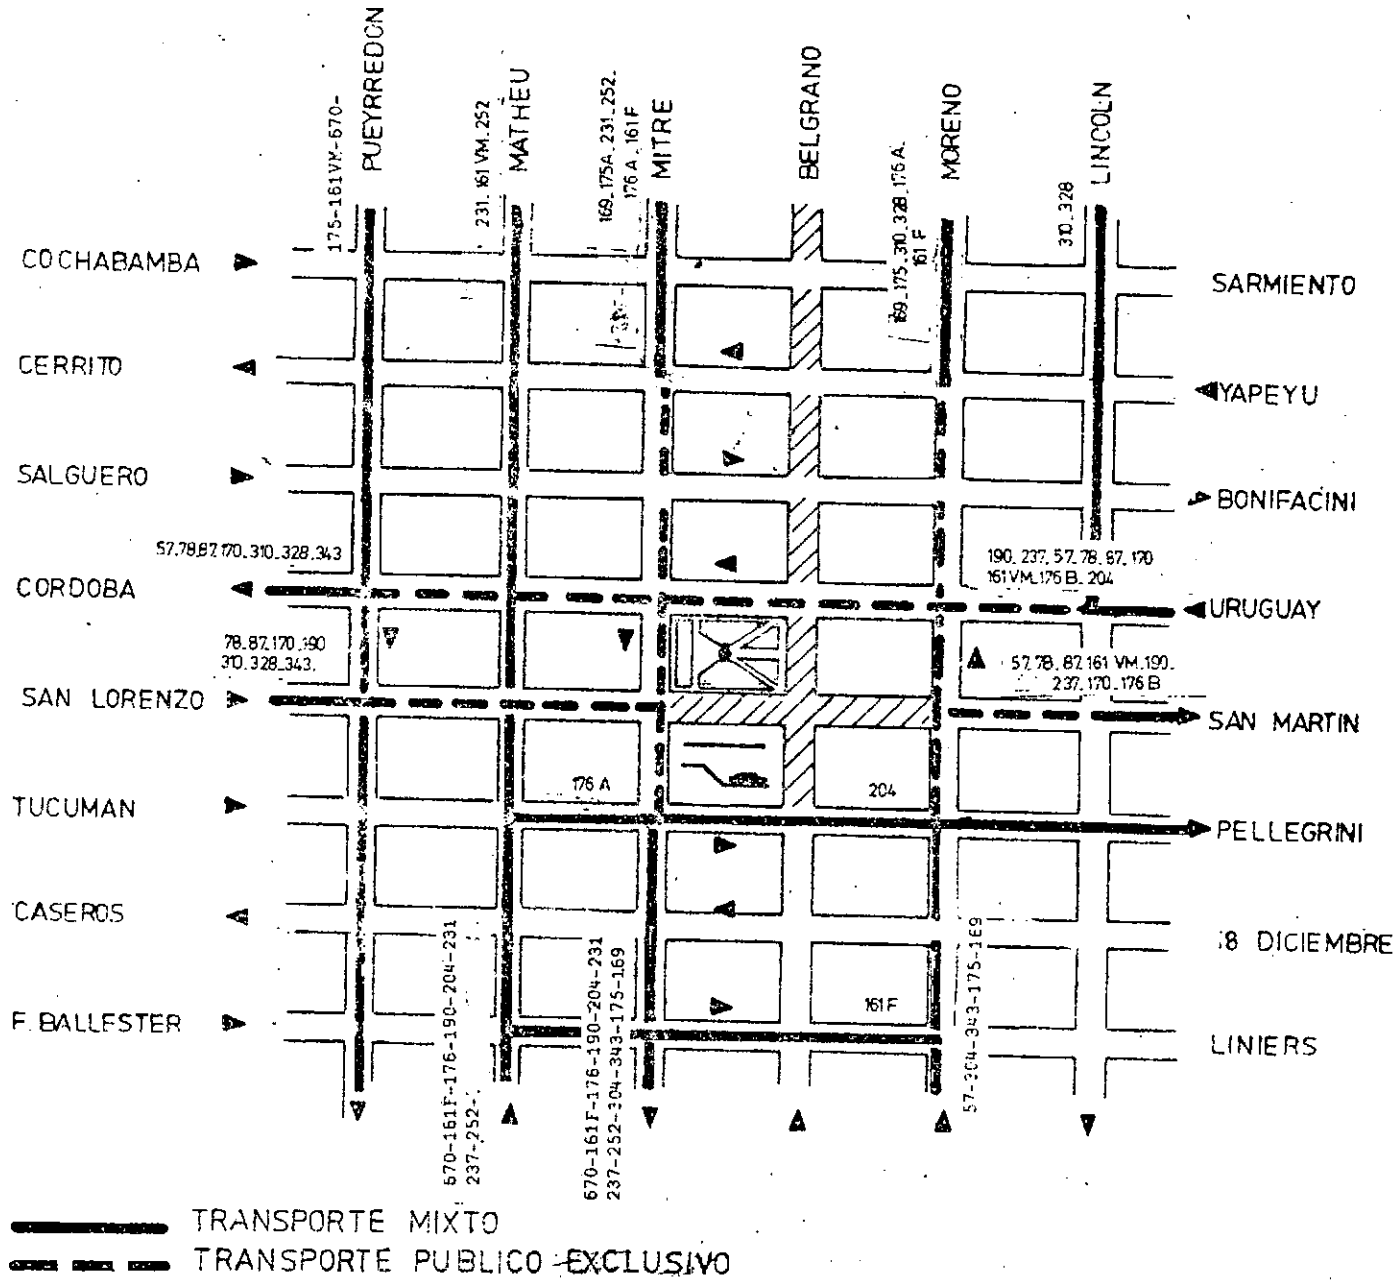 PUEYRREDON
MATHEU
MITRE
BELGRANO
MORENO
LINCOLN
175-161VM-670-
231.161 VM.252
169.175A.231.252.
176 A.161 F
169.175.310.328.176 A.
161 F
310.328
COCHABAMBA
SARMIENTO
CERRITO
YAPEYU
SALGUERO
BONIFACINI
57.78.87.170.310.328.343
190.237.57.78.87.170
161 VM.176 B.204
CORDOBA
URUGUAY
78.87.170.190
310.328.343.
57.78.87.161 VM.190.
237.170.176 B
SAN LORENZO
SAN MARTIN
176 A
204
TUCUMAN
PELLEGRINI
CASEROS
18 DICIEMBRE
161 F
F. BALLESTER
LINIERS
670-161F-176-190-204-231
237-252-
670-161F-176-190-204-231
237-252-304-343-175-169
57-304-343-175-169
TRANSPORTE MIXTO
TRANSPORTE PUBLICO EXCLUSIVO